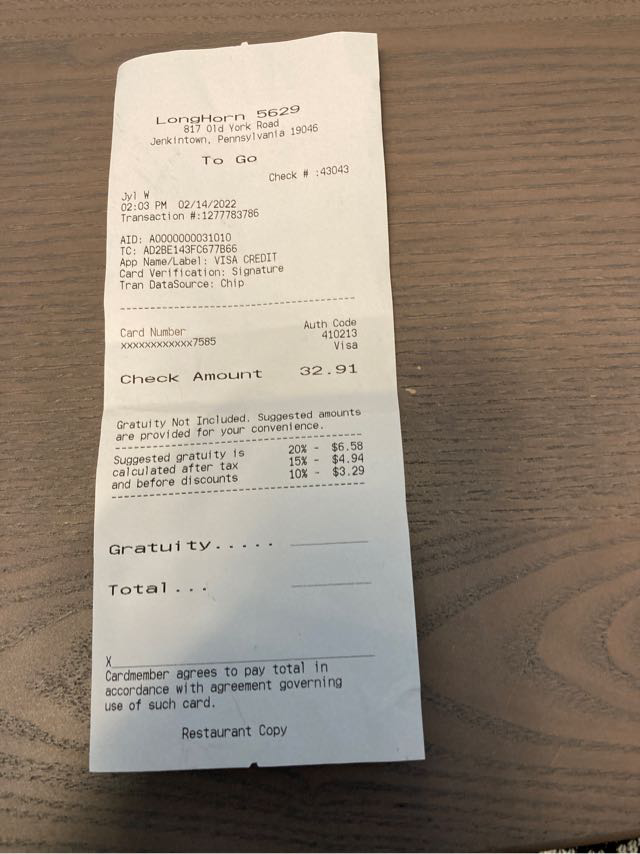 LongHorn 5629
817 Old York Road
Jenkintown, Pennsylvania 19046
To Go
Check # :43043
Jyl W
02:03 PM 02/14/2022
Transaction #:1277783786
AID: A0000000031010
TC: AD2BE143FC677B66
App Name/Label: VISA CREDIT
Card Verification: Signature
Tran DataSource: Chip
Card Number Auth Code
xxxxxxxxxxxx7585 410213
Visa
Check Amount 32.91
Gratuity Not Included. Suggested amounts
are provided for your convenience.
Suggested gratuity is 20% - $6.58
calculated after tax 15% - $4.94
and before discounts 10% - $3.29
Gratuity.....
Total...
X
Cardmember agrees to pay total in
accordance with agreement governing
use of such card.
Restaurant Copy